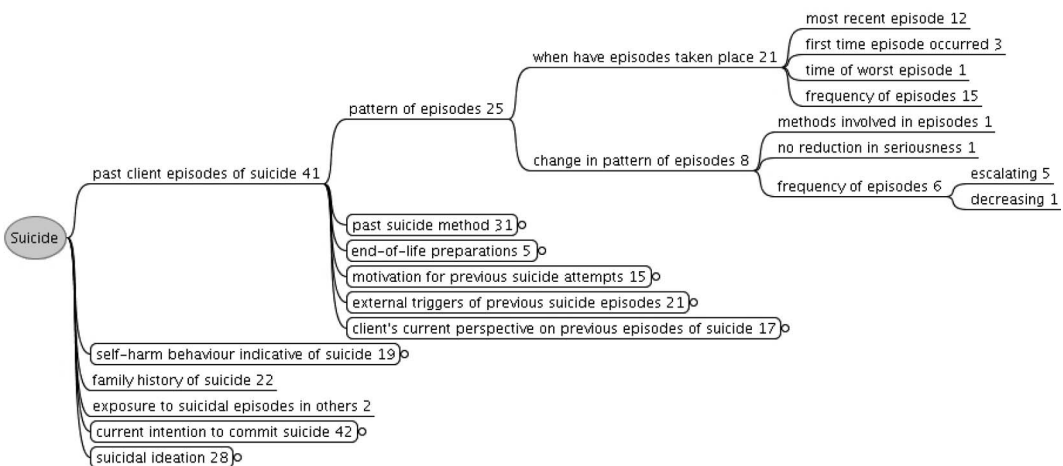 most recent episode 12
first time episode occurred 3
when have episodes taken place 21
time of worst episode 1
frequency of episodes 15
pattern of episodes 25
methods involved in episodes 1
no reduction in seriousness 1
change in pattern of episodes 8
escalating 5
past client episodes of suicide 41
frequency of episodes 6
decreasing 1
past suicide method 31
Suicide
end-of-life preparations 5
motivation for previous suicide attempts 15
external triggers of previous suicide episodes 21
client's current perspective on previous episodes of suicide 17
self-harm behaviour indicative of suicide 19
family history of suicide 22
exposure to suicidal episodes in others 2
current intention to commit suicide 42
suicidal ideation 28